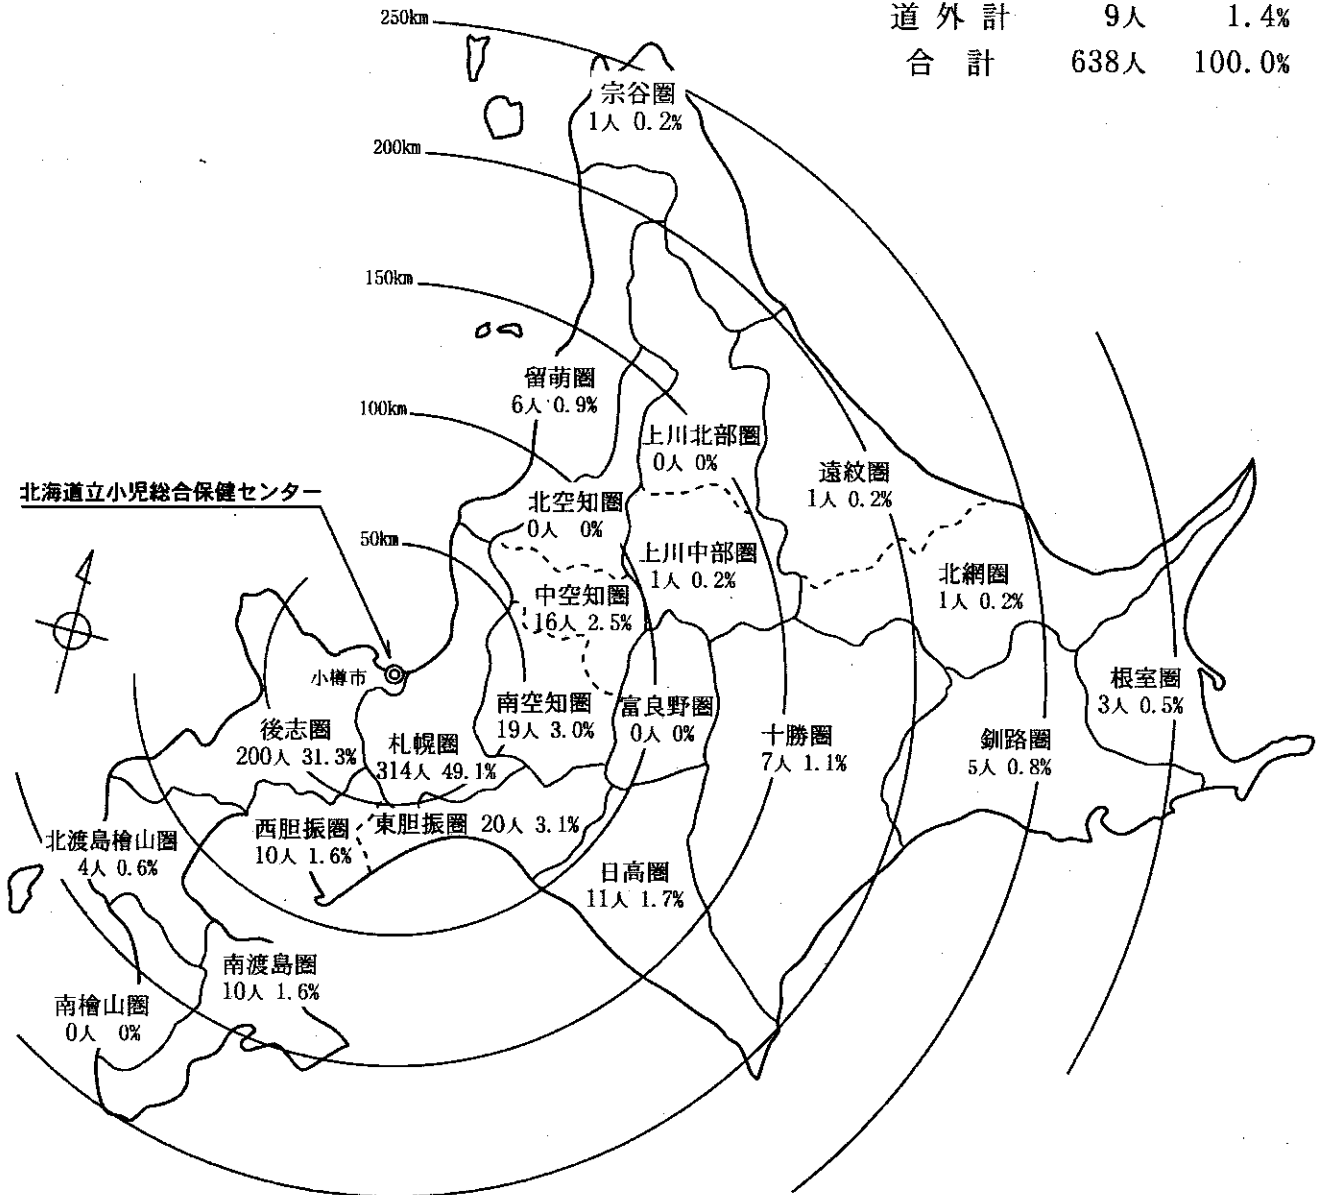 道外計 9人 1.4%
合計 638人 100.0%
250km
宗谷圏
1人 0.2%
200km
150km
留萌圏
6人 0.9%
100km
上川北部圏
0人 0%
遠紋圏
1人 0.2%
北海道立小児総合保健センター
北空知圏
0人 0%
50km
上川中部圏
1人 0.2%
北網圏
1人 0.2%
中空知圏
16人 2.5%
小樽市
根室圏
3人 0.5%
南空知圏
19人 3.0%
富良野圏
0人 0%
後志圏
200人 31.3%
札幌圏
314人 49.1%
十勝圏
7人 1.1%
釧路圏
5人 0.8%
西胆振圏
10人 1.6%
東胆振圏 20人 3.1%
北渡島檜山圏
4人 0.6%
日高圏
11人 1.7%
南渡島圏
10人 1.6%
南檜山圏
0人 0%